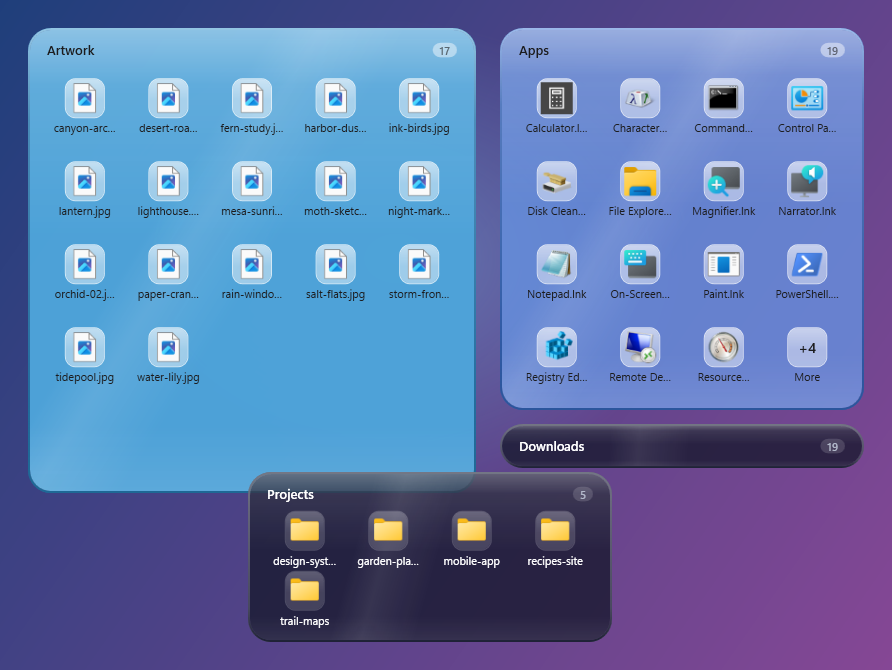 Artwork 17
canyon-arc... desert-roa... fern-study.j... harbor-dus... ink-birds.jpg
lantern.jpg lighthouse.... mesa-sunri... moth-sketc... night-mark...
orchid-02.j... paper-cran... rain-windo... salt-flats.jpg storm-fron...
tidepool.jpg water-lily.jpg
Apps 19
Calculator.l... Character... Command... Control Pa...
Disk Clean... File Explore... Magnifier.lnk Narrator.lnk
Notepad.lnk On-Screen... Paint.lnk PowerShell....
Registry Ed... Remote De... Resource... +4
More
Downloads 19
Projects 5
design-syst... garden-pla... mobile-app recipes-site
trail-maps